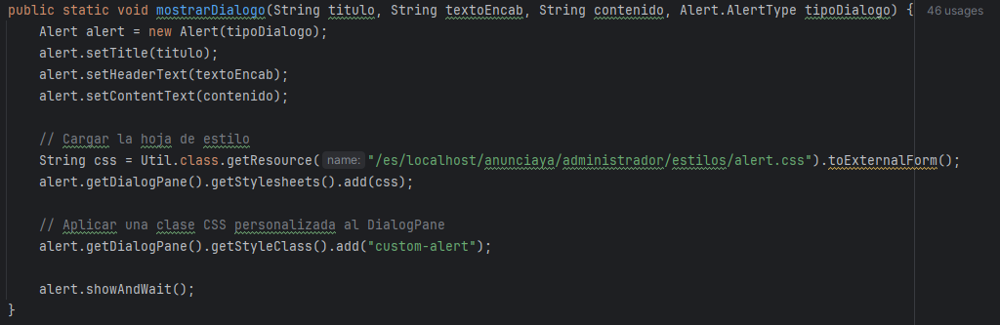 public static void mostrarDialogo(String titulo, String textoEncab, String contenido, Alert.AlertType tipoDialogo) { 46 usages
    Alert alert = new Alert(tipoDialogo);
    alert.setTitle(titulo);
    alert.setHeaderText(textoEncab);
    alert.setContentText(contenido);
    // Cargar la hoja de estilo
    String css = Util.class.getResource( name: "/es/localhost/anunciaya/administrador/estilos/alert.css").toExternalForm();
    alert.getDialogPane().getStylesheets().add(css);
    // Aplicar una clase CSS personalizada al DialogPane
    alert.getDialogPane().getStyleClass().add("custom-alert");
    alert.showAndWait();
}